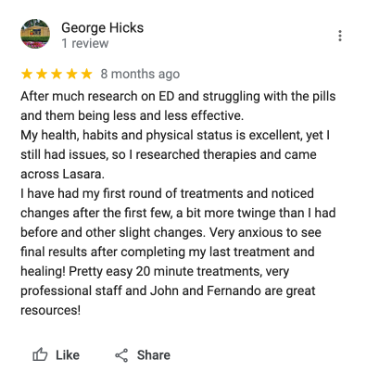 George Hicks
1 review
8 months ago
After much research on ED and struggling with the pills
and them being less and less effective.
My health, habits and physical status is excellent, yet I
still had issues, so I researched therapies and came
across Lasara.
I have had my first round of treatments and noticed
changes after the first few, a bit more twinge than I had
before and other slight changes. Very anxious to see
final results after completing my last treatment and
healing! Pretty easy 20 minute treatments, very
professional staff and John and Fernando are great
resources!
Like Share